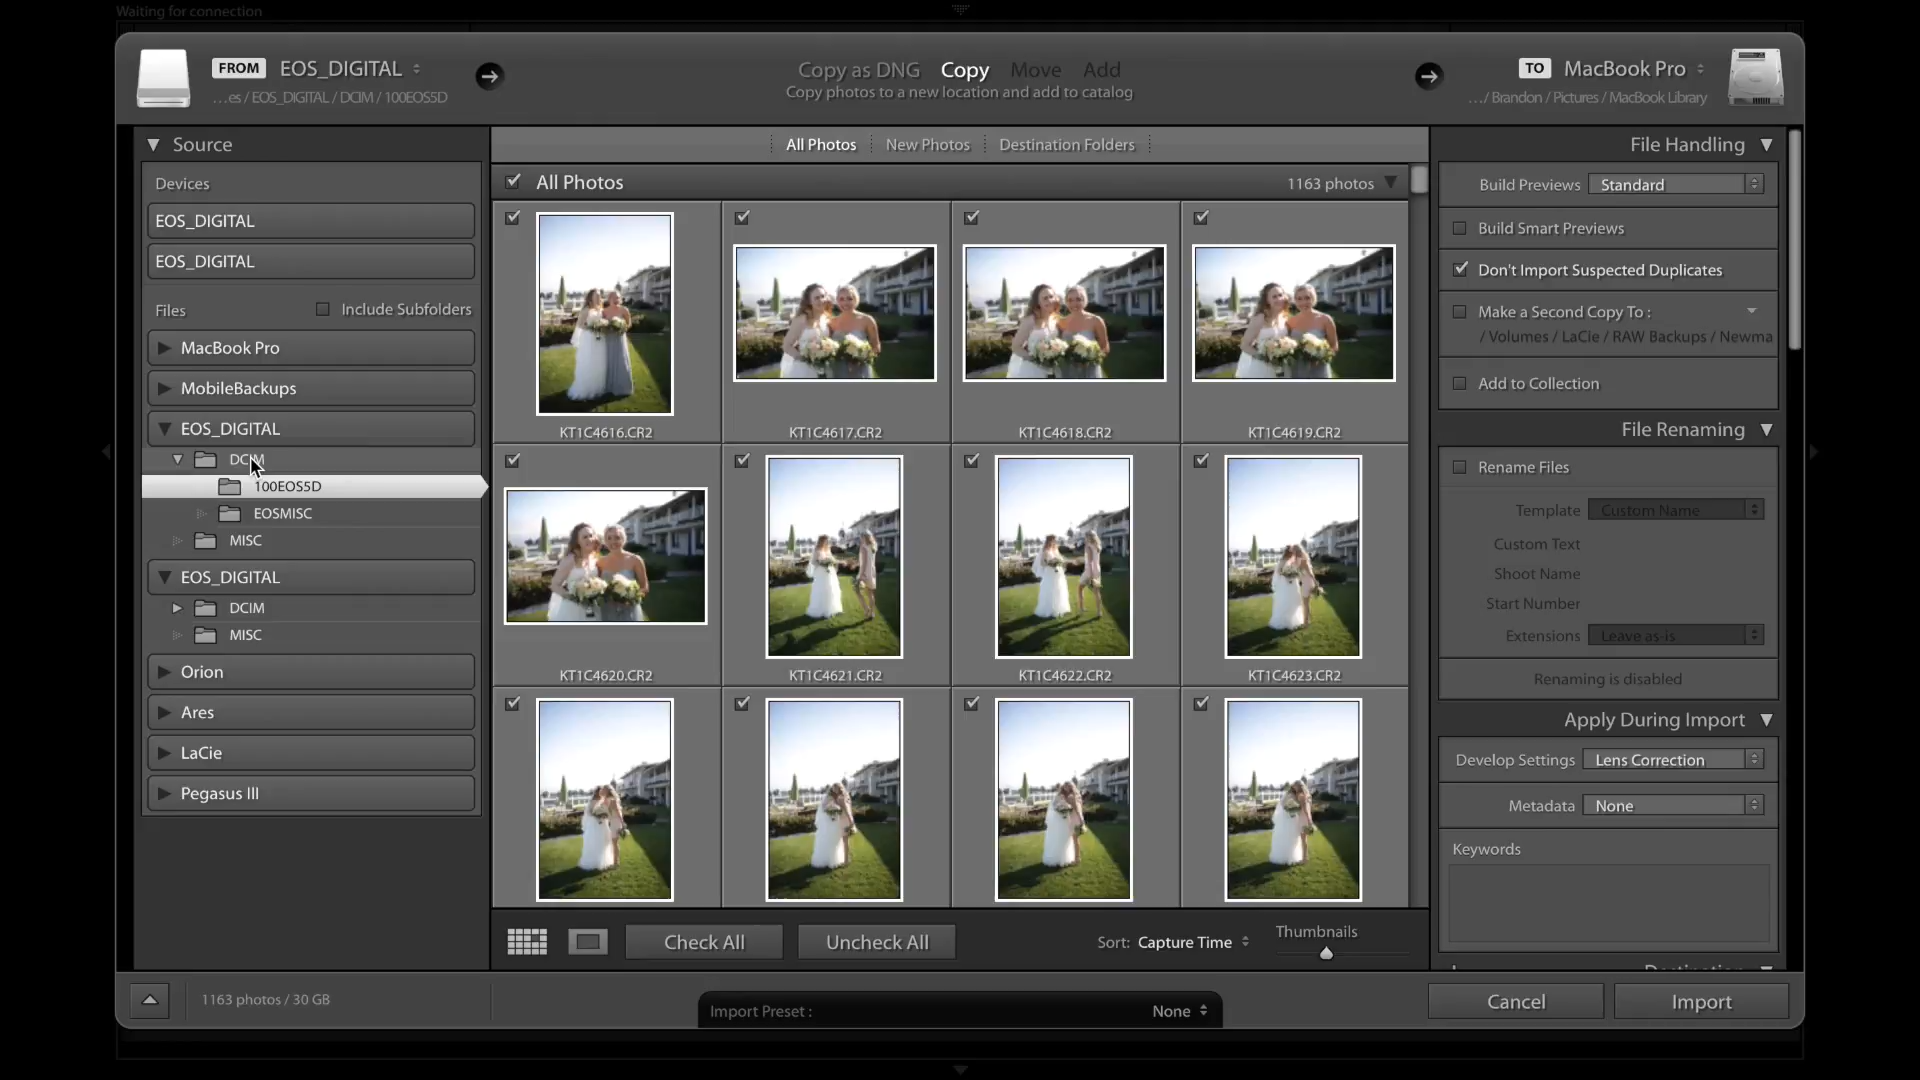 Waiting for connection
FROM EOS_DIGITAL
…es / EOS_DIGITAL / DCIM / 100EOS5D
Copy as DNG Copy Move Add
Copy photos to a new location and add to catalog
TO MacBook Pro
…/ Brandon / Pictures / MacBook Library
Source
Devices
EOS_DIGITAL
EOS_DIGITAL
Files Include Subfolders
MacBook Pro
MobileBackups
EOS_DIGITAL
DCIM
100EOS5D
EOSMISC
MISC
EOS_DIGITAL
DCIM
MISC
Orion
Ares
LaCie
Pegasus III
All Photos New Photos Destination Folders
All Photos 1163 photos
KT1C4616.CR2 KT1C4617.CR2 KT1C4618.CR2 KT1C4619.CR2
KT1C4620.CR2 KT1C4621.CR2 KT1C4622.CR2 KT1C4623.CR2
Check All Uncheck All Sort: Capture Time Thumbnails
File Handling
Build Previews Standard
Build Smart Previews
Don't Import Suspected Duplicates
Make a Second Copy To :
/ Volumes / LaCie / RAW Backups / Newma
Add to Collection
File Renaming
Rename Files
Template Custom Name
Custom Text
Shoot Name
Start Number
Extensions Leave as-is
Renaming is disabled
Apply During Import
Develop Settings Lens Correction
Metadata None
Keywords
Destination
1163 photos / 30 GB
Import Preset : None
Cancel Import